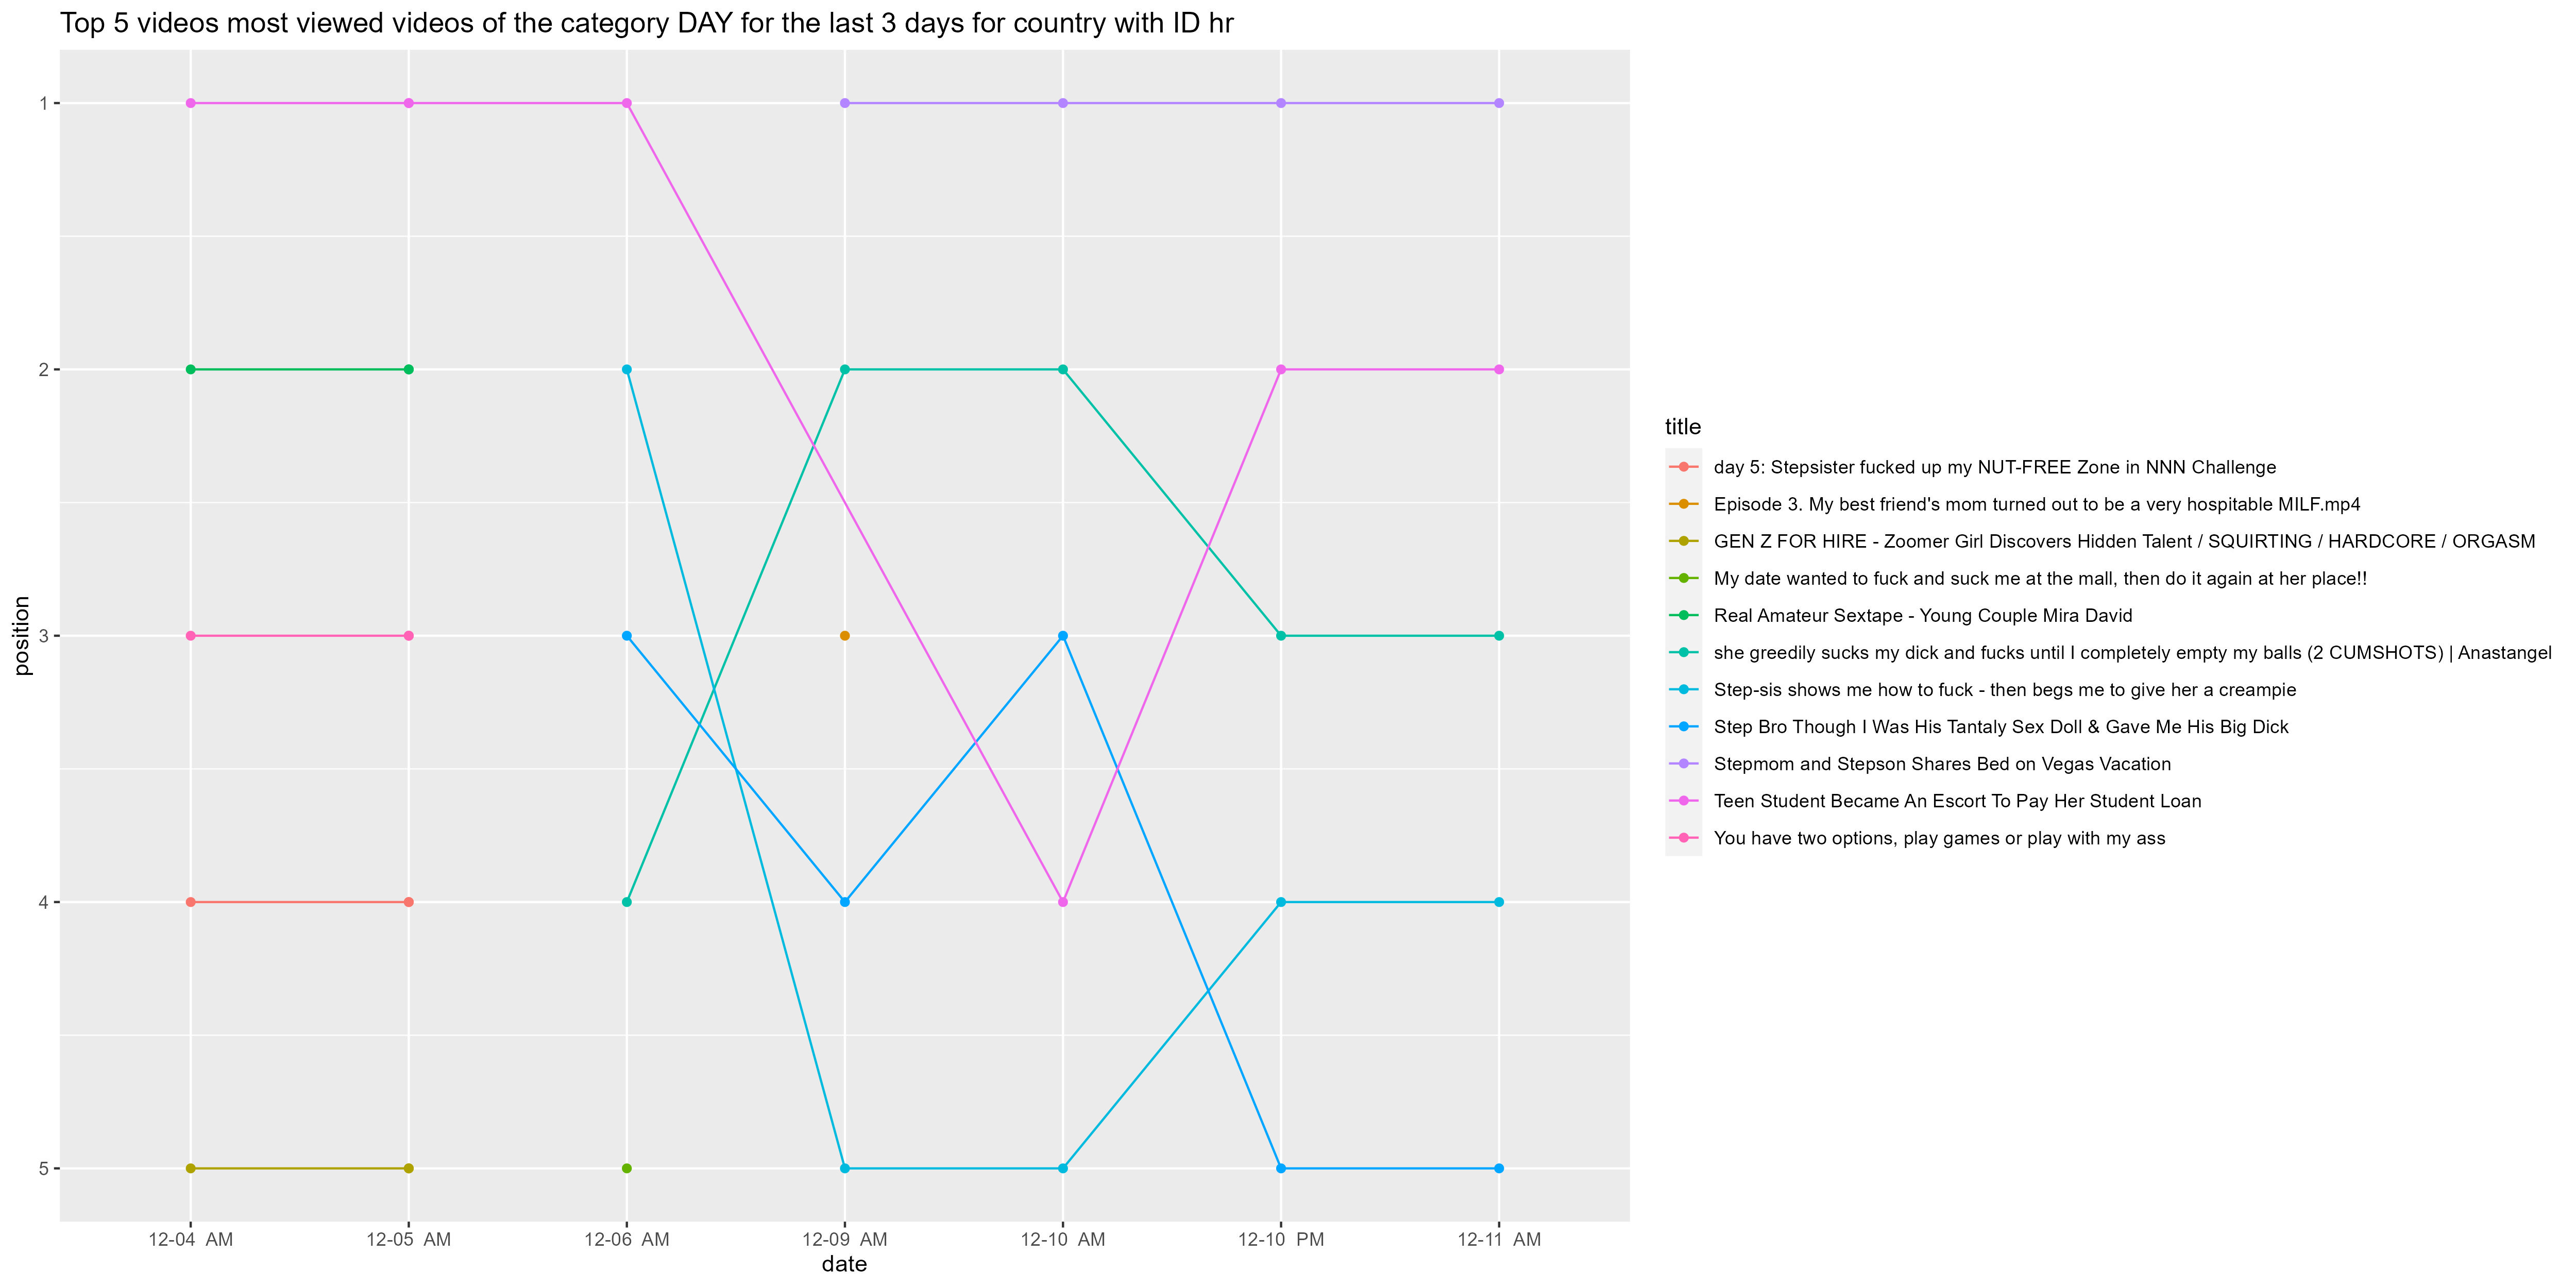 Top 5 videos most viewed videos of the category DAY for the last 3 days for country with ID hr
1
2
3
4
5
position
12-04 AM
12-05 AM
12-06 AM
12-09 AM
12-10 AM
12-10 PM
12-11 AM
date
title
day 5: Stepsister fucked up my NUT-FREE Zone in NNN Challenge
Episode 3. My best friend's mom turned out to be a very hospitable MILF.mp4
GEN Z FOR HIRE - Zoomer Girl Discovers Hidden Talent / SQUIRTING / HARDCORE / ORGASM
My date wanted to fuck and suck me at the mall, then do it again at her place!!
Real Amateur Sextape - Young Couple Mira David
she greedily sucks my dick and fucks until I completely empty my balls (2 CUMSHOTS) | Anastangel
Step-sis shows me how to fuck - then begs me to give her a creampie
Step Bro Though I Was His Tantaly Sex Doll & Gave Me His Big Dick
Stepmom and Stepson Shares Bed on Vegas Vacation
Teen Student Became An Escort To Pay Her Student Loan
You have two options, play games or play with my ass